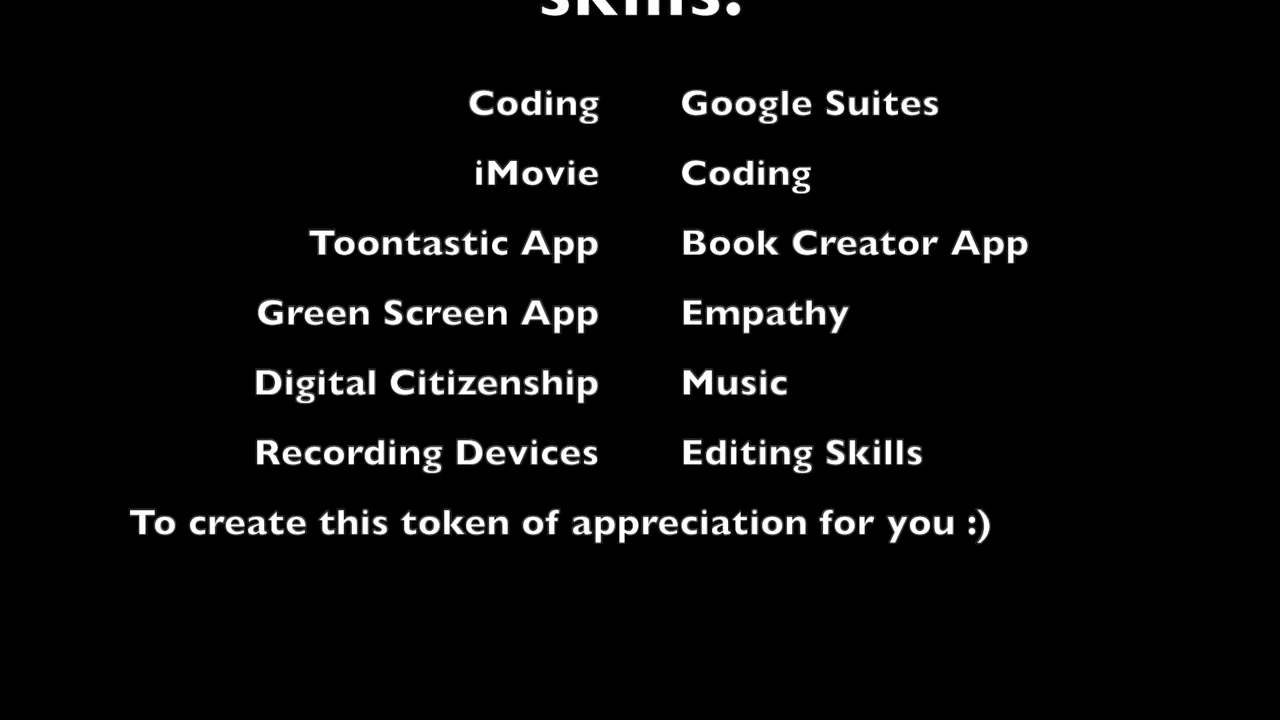 skills:
Coding Google Suites
iMovie Coding
Toontastic App Book Creator App
Green Screen App Empathy
Digital Citizenship Music
Recording Devices Editing Skills
To create this token of appreciation for you :)